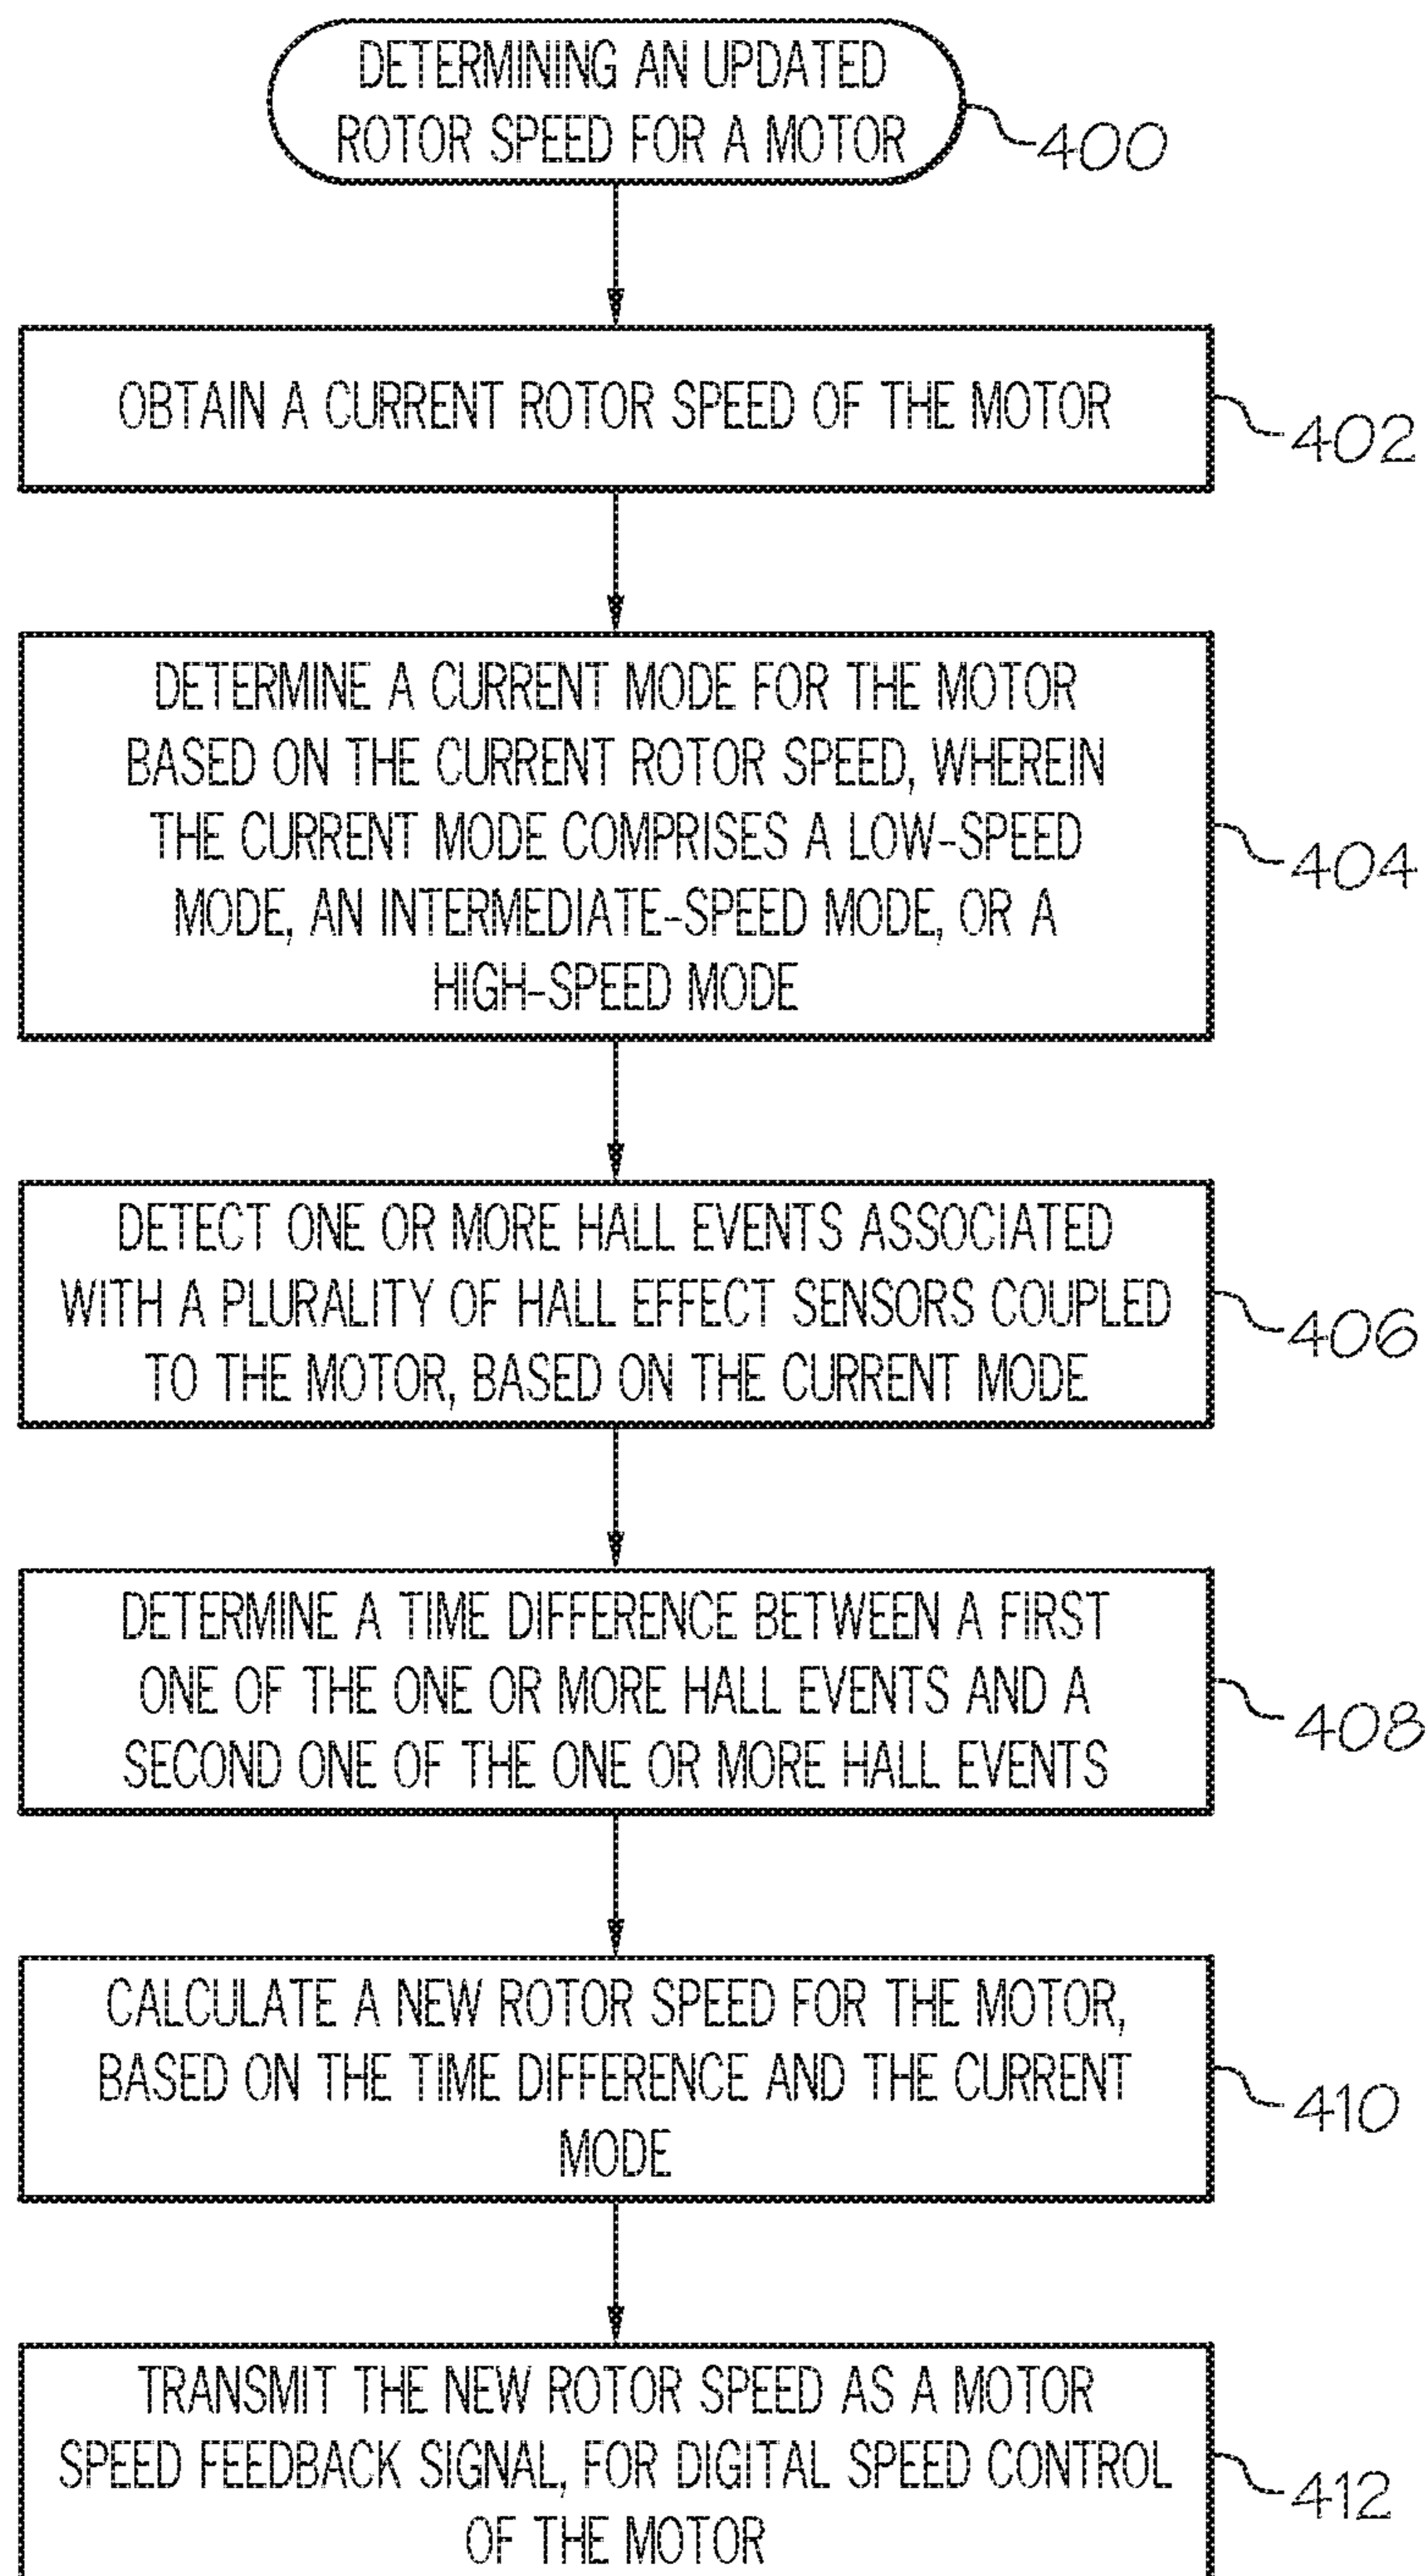 DETERMINING AN UPDATED
ROTOR SPEED FOR A MOTOR
400
OBTAIN A CURRENT ROTOR SPEED OF THE MOTOR
402
DETERMINE A CURRENT MODE FOR THE MOTOR
BASED ON THE CURRENT ROTOR SPEED, WHEREIN
THE CURRENT MODE COMPRISES A LOW-SPEED
MODE, AN INTERMEDIATE-SPEED MODE, OR A
HIGH-SPEED MODE
404
DETECT ONE OR MORE HALL EVENTS ASSOCIATED
WITH A PLURALITY OF HALL EFFECT SENSORS COUPLED
TO THE MOTOR, BASED ON THE CURRENT MODE
406
DETERMINE A TIME DIFFERENCE BETWEEN A FIRST
ONE OF THE ONE OR MORE HALL EVENTS AND A
SECOND ONE OF THE ONE OR MORE HALL EVENTS
408
CALCULATE A NEW ROTOR SPEED FOR THE MOTOR,
BASED ON THE TIME DIFFERENCE AND THE CURRENT
MODE
410
TRANSMIT THE NEW ROTOR SPEED AS A MOTOR
SPEED FEEDBACK SIGNAL, FOR DIGITAL SPEED CONTROL
OF THE MOTOR
412